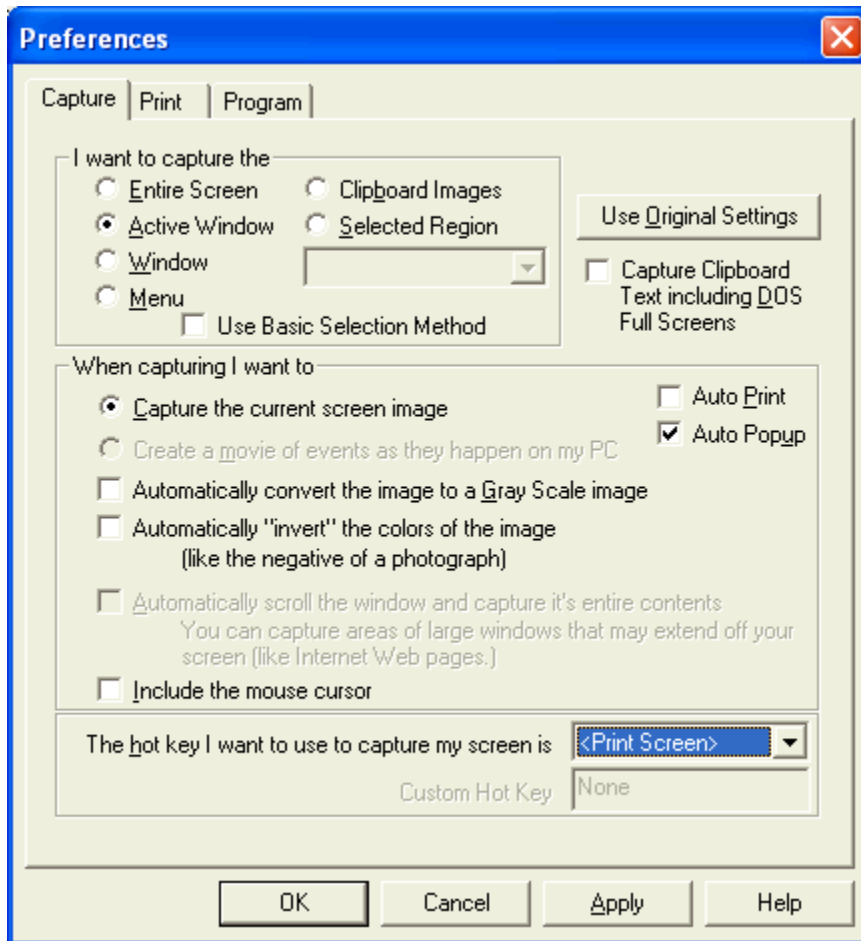 Preferences
Capture Print Program
I want to capture the
Entire Screen Clipboard Images
Active Window Selected Region
Window
Menu
Use Basic Selection Method
Use Original Settings
Capture Clipboard
Text including DOS
Full Screens
When capturing I want to
Capture the current screen image
Create a movie of events as they happen on my PC
Auto Print
Auto Popup
Automatically convert the image to a Gray Scale image
Automatically "invert" the colors of the image
(like the negative of a photograph)
Automatically scroll the window and capture it's entire contents
You can capture areas of large windows that may extend off your
screen (like Internet Web pages.)
Include the mouse cursor
The hot key I want to use to capture my screen is <Print Screen>
Custom Hot Key None
OK Cancel Apply Help